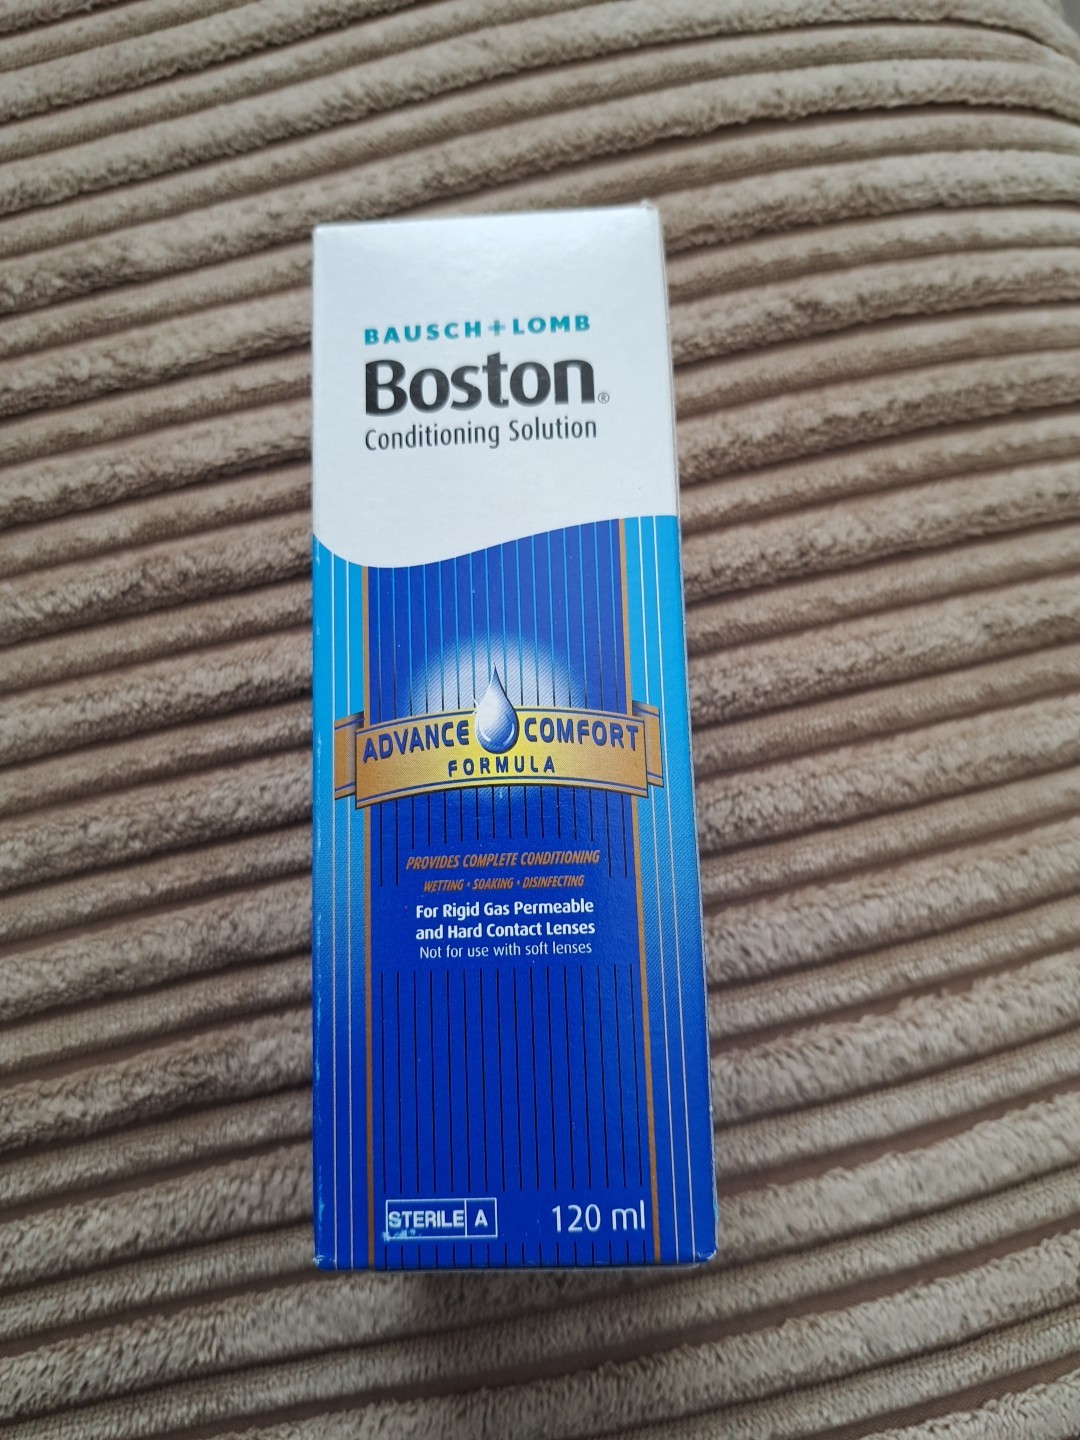 BAUSCH + LOMB
Boston®
Conditioning Solution
ADVANCE COMFORT
FORMULA
PROVIDES COMPLETE CONDITIONING
WETTING • SOAKING • DISINFECTING
For Rigid Gas Permeable
and Hard Contact Lenses
Not for use with soft lenses
STERILE A
120 ml